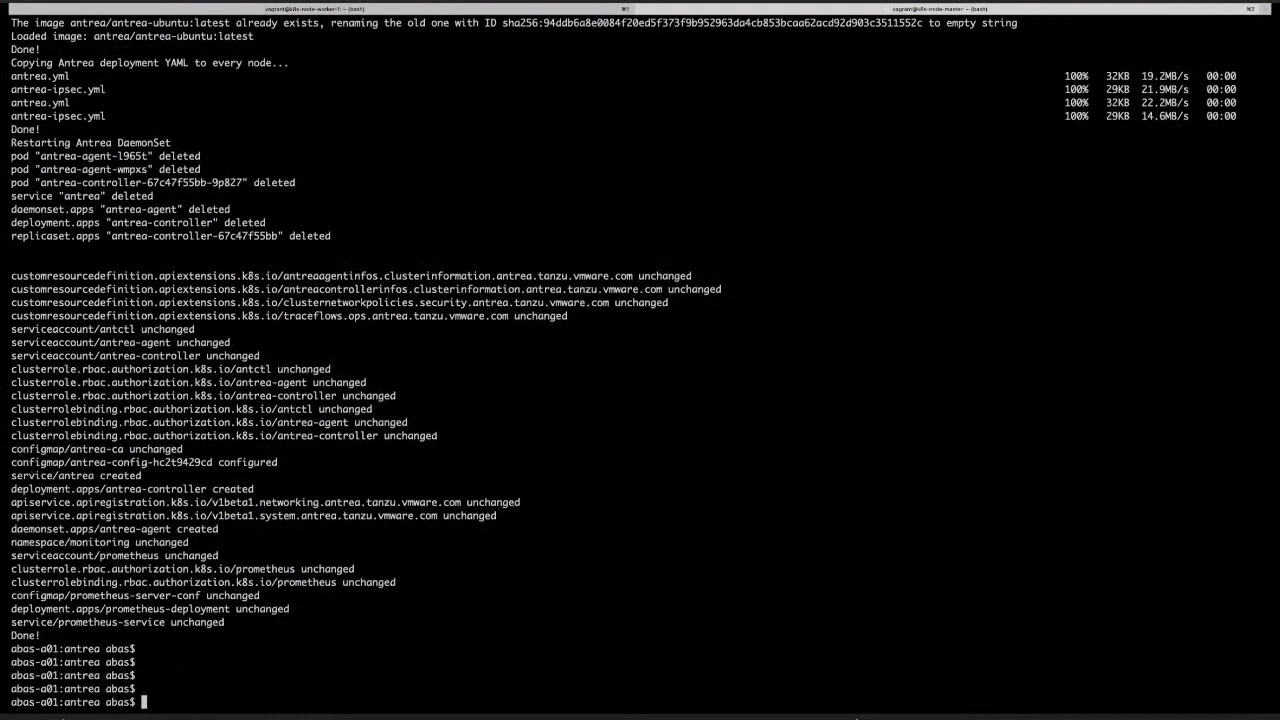 vagrant@k8s-node-worker-1: (bash) ⌘1 vagrant@k8s-node-master: (bash) ⌘2
The image antrea/antrea-ubuntu:latest already exists, renaming the old one with ID sha256:94ddb6a8e0084f20ed5f373f9b952963da4cb853bcaa62acd92d903c3511552c to empty string
Loaded image: antrea/antrea-ubuntu:latest
Done!
Copying Antrea deployment YAML to every node...
antrea.yml 100% 32KB 19.2MB/s 00:00
antrea-ipsec.yml 100% 29KB 21.9MB/s 00:00
antrea.yml 100% 32KB 22.2MB/s 00:00
antrea-ipsec.yml 100% 29KB 14.6MB/s 00:00
Done!
Restarting Antrea DaemonSet
pod "antrea-agent-l965t" deleted
pod "antrea-agent-wmpxs" deleted
pod "antrea-controller-67c47f55bb-9p827" deleted
service "antrea" deleted
daemonset.apps "antrea-agent" deleted
deployment.apps "antrea-controller" deleted
replicaset.apps "antrea-controller-67c47f55bb" deleted
customresourcedefinition.apiextensions.k8s.io/antreaagentinfos.clusterinformation.antrea.tanzu.vmware.com unchanged
customresourcedefinition.apiextensions.k8s.io/antreacontrollerinfos.clusterinformation.antrea.tanzu.vmware.com unchanged
customresourcedefinition.apiextensions.k8s.io/clusternetworkpolicies.security.antrea.tanzu.vmware.com unchanged
customresourcedefinition.apiextensions.k8s.io/traceflows.ops.antrea.tanzu.vmware.com unchanged
serviceaccount/antctl unchanged
serviceaccount/antrea-agent unchanged
serviceaccount/antrea-controller unchanged
clusterrole.rbac.authorization.k8s.io/antctl unchanged
clusterrole.rbac.authorization.k8s.io/antrea-agent unchanged
clusterrole.rbac.authorization.k8s.io/antrea-controller unchanged
clusterrolebinding.rbac.authorization.k8s.io/antctl unchanged
clusterrolebinding.rbac.authorization.k8s.io/antrea-agent unchanged
clusterrolebinding.rbac.authorization.k8s.io/antrea-controller unchanged
configmap/antrea-ca unchanged
configmap/antrea-config-hc2t9429cd configured
service/antrea created
deployment.apps/antrea-controller created
apiservice.apiregistration.k8s.io/v1beta1.networking.antrea.tanzu.vmware.com unchanged
apiservice.apiregistration.k8s.io/v1beta1.system.antrea.tanzu.vmware.com unchanged
daemonset.apps/antrea-agent created
namespace/monitoring unchanged
serviceaccount/prometheus unchanged
clusterrole.rbac.authorization.k8s.io/prometheus unchanged
clusterrolebinding.rbac.authorization.k8s.io/prometheus unchanged
configmap/prometheus-server-conf unchanged
deployment.apps/prometheus-deployment unchanged
service/prometheus-service unchanged
Done!
abas-a01:antrea abas$
abas-a01:antrea abas$
abas-a01:antrea abas$
abas-a01:antrea abas$
abas-a01:antrea abas$